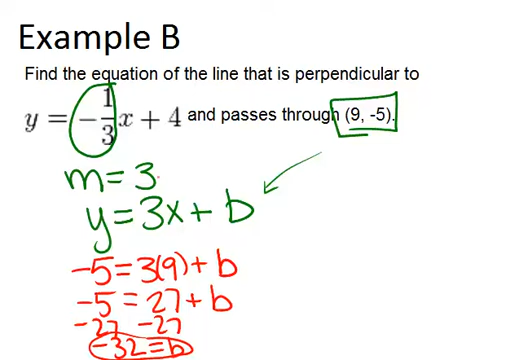 Example B
Find the equation of the line that is perpendicular to
y = -1/3 x + 4 and passes through (9, -5).
m = 3
y = 3x + b
-5 = 3(9) + b
-5 = 27 + b
-27 -27
-32 = b